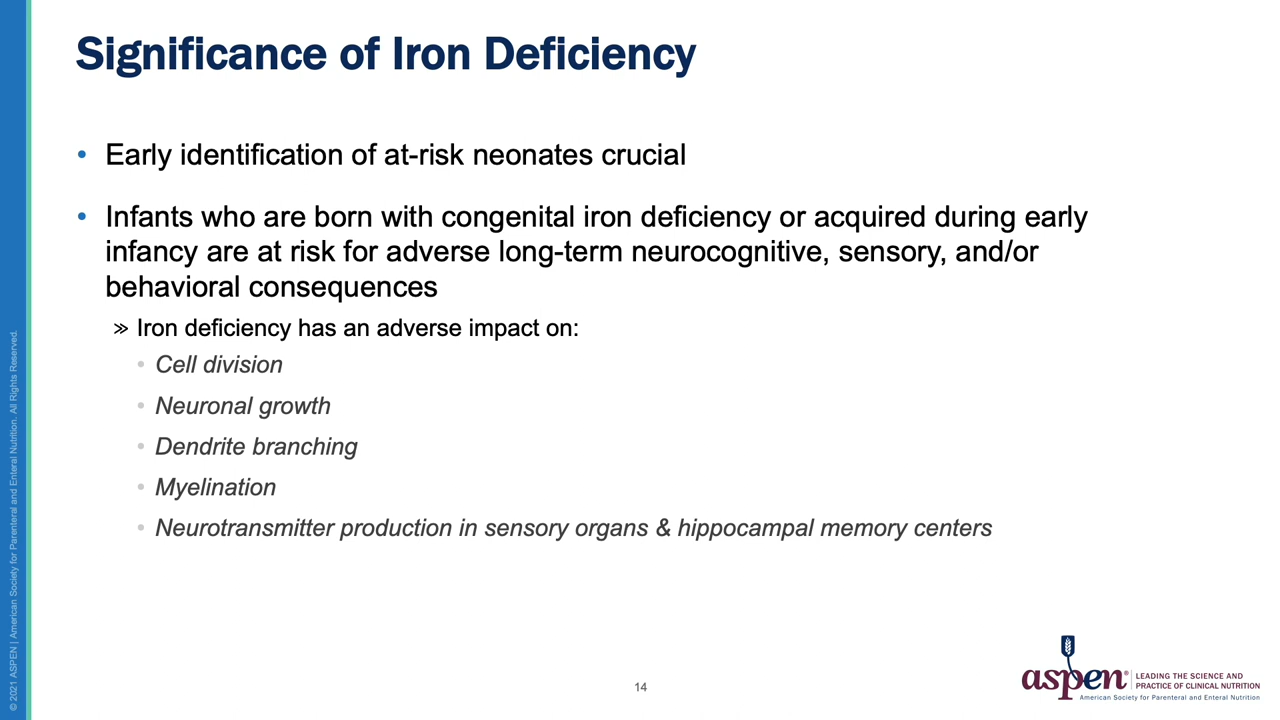 Significance of Iron Deficiency
• Early identification of at-risk neonates crucial
• Infants who are born with congenital iron deficiency or acquired during early
infancy are at risk for adverse long-term neurocognitive, sensory, and/or
behavioral consequences
» Iron deficiency has an adverse impact on:
• Cell division
• Neuronal growth
• Dendrite branching
• Myelination
• Neurotransmitter production in sensory organs & hippocampal memory centers
© 2021 ASPEN | American Society for Parenteral and Enteral Nutrition. All Rights Reserved.
14
aspen®
LEADING THE SCIENCE AND
PRACTICE OF CLINICAL NUTRITION
American Society for Parenteral and Enteral Nutrition